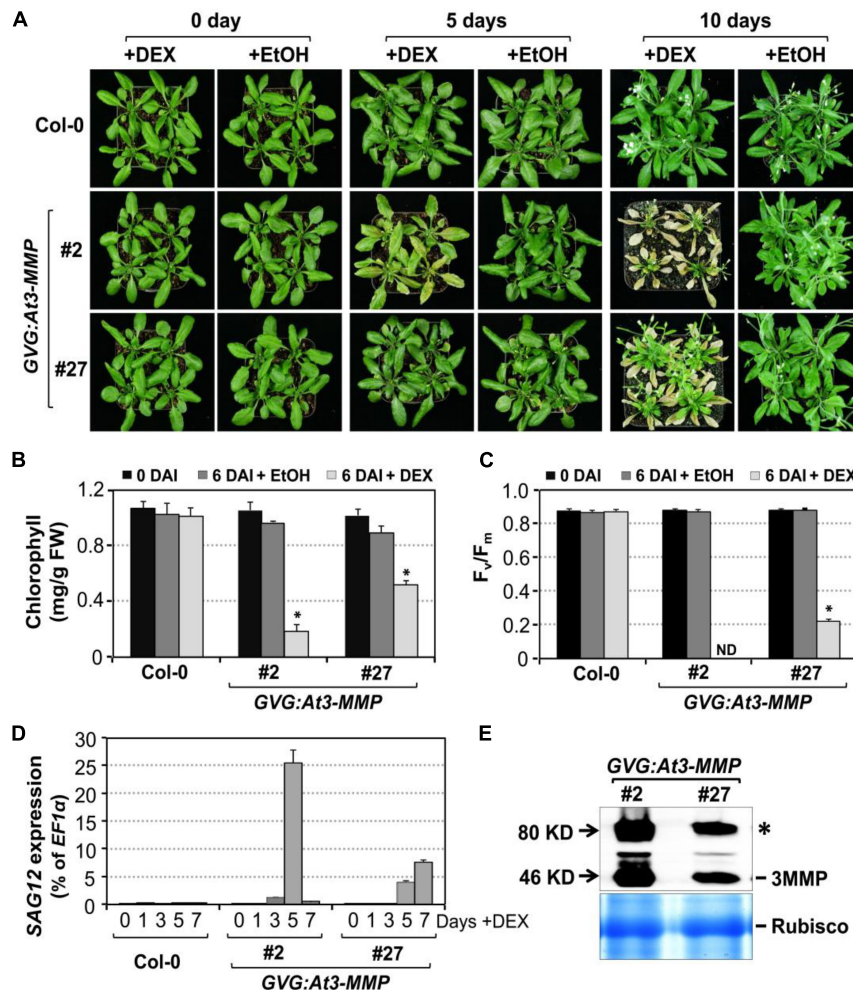 A
0 day 5 days 10 days
+DEX +EtOH +DEX +EtOH +DEX +EtOH
Col-0
#2
#27
GVG:At3-MMP
B
0 DAI 6 DAI + EtOH 6 DAI + DEX
Chlorophyll
(mg/g FW)
1.2
0.8
0.4
0
* *
Col-0 #2 #27
GVG:At3-MMP
C
0 DAI 6 DAI + EtOH 6 DAI + DEX
Fv/Fm
1.0
0.8
0.6
0.4
0.2
0
ND *
Col-0 #2 #27
GVG:At3-MMP
D
SAG12 expression
(% of EF1α)
30
25
20
15
10
5
0
0 1 3 5 7 0 1 3 5 7 0 1 3 5 7 Days +DEX
Col-0 #2 #27
GVG:At3-MMP
E
GVG:At3-MMP
#2 #27
80 KD *
46 KD 3MMP
Rubisco